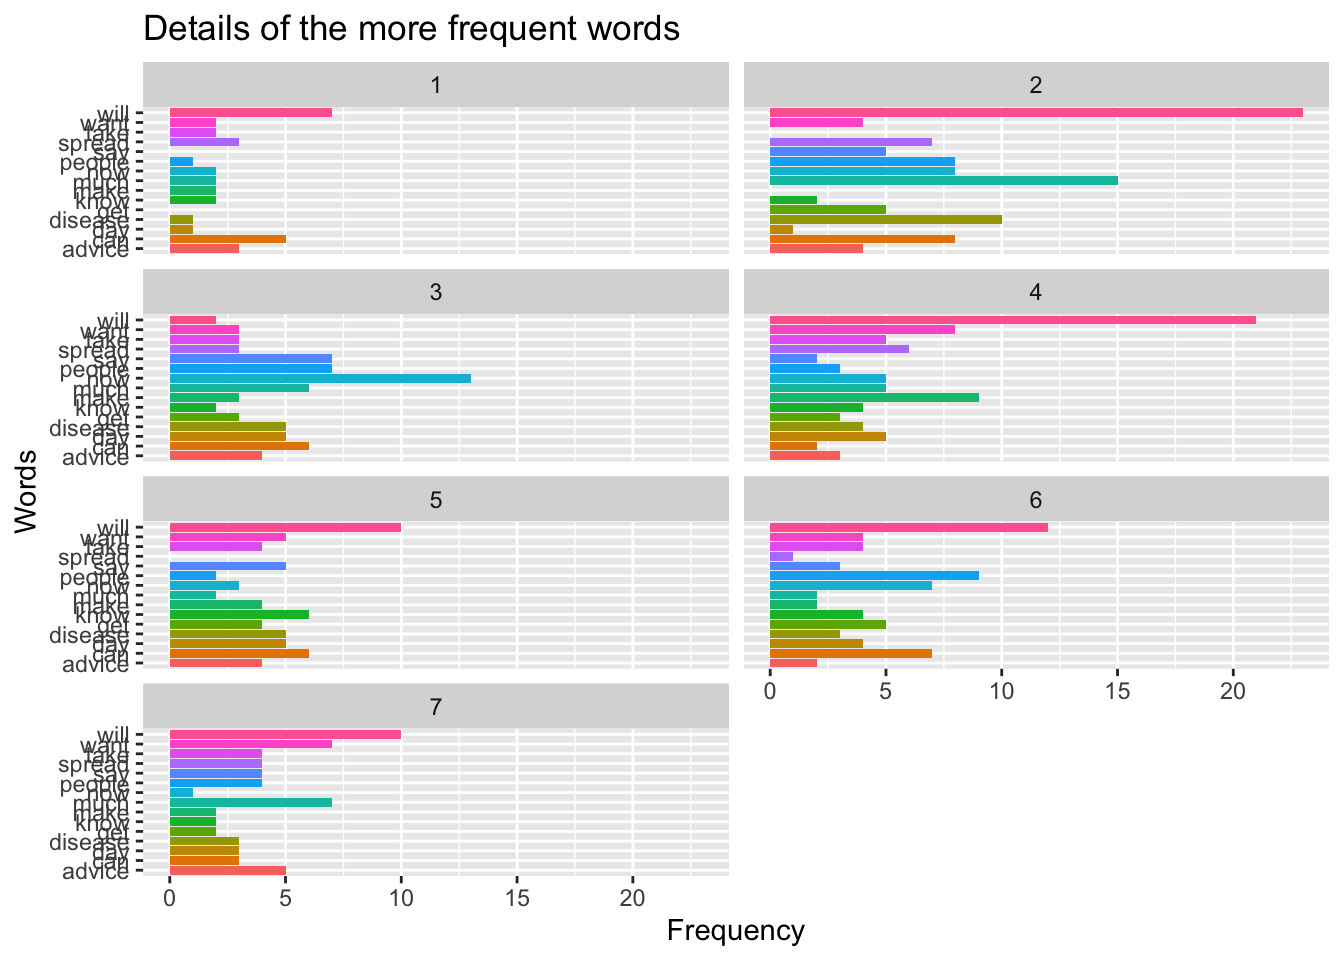 Details of the more frequent words
1
2
will
want
take
spread
say
people
now
much
make
know
get
disease
day
can
advice
3
4
will
want
take
spread
say
people
now
much
make
know
get
disease
day
can
advice
Words
5
6
will
want
take
spread
say
people
now
much
make
know
get
disease
day
can
advice
0 5 10 15 20
7
will
want
take
spread
say
people
now
much
make
know
get
disease
day
can
advice
0 5 10 15 20
Frequency